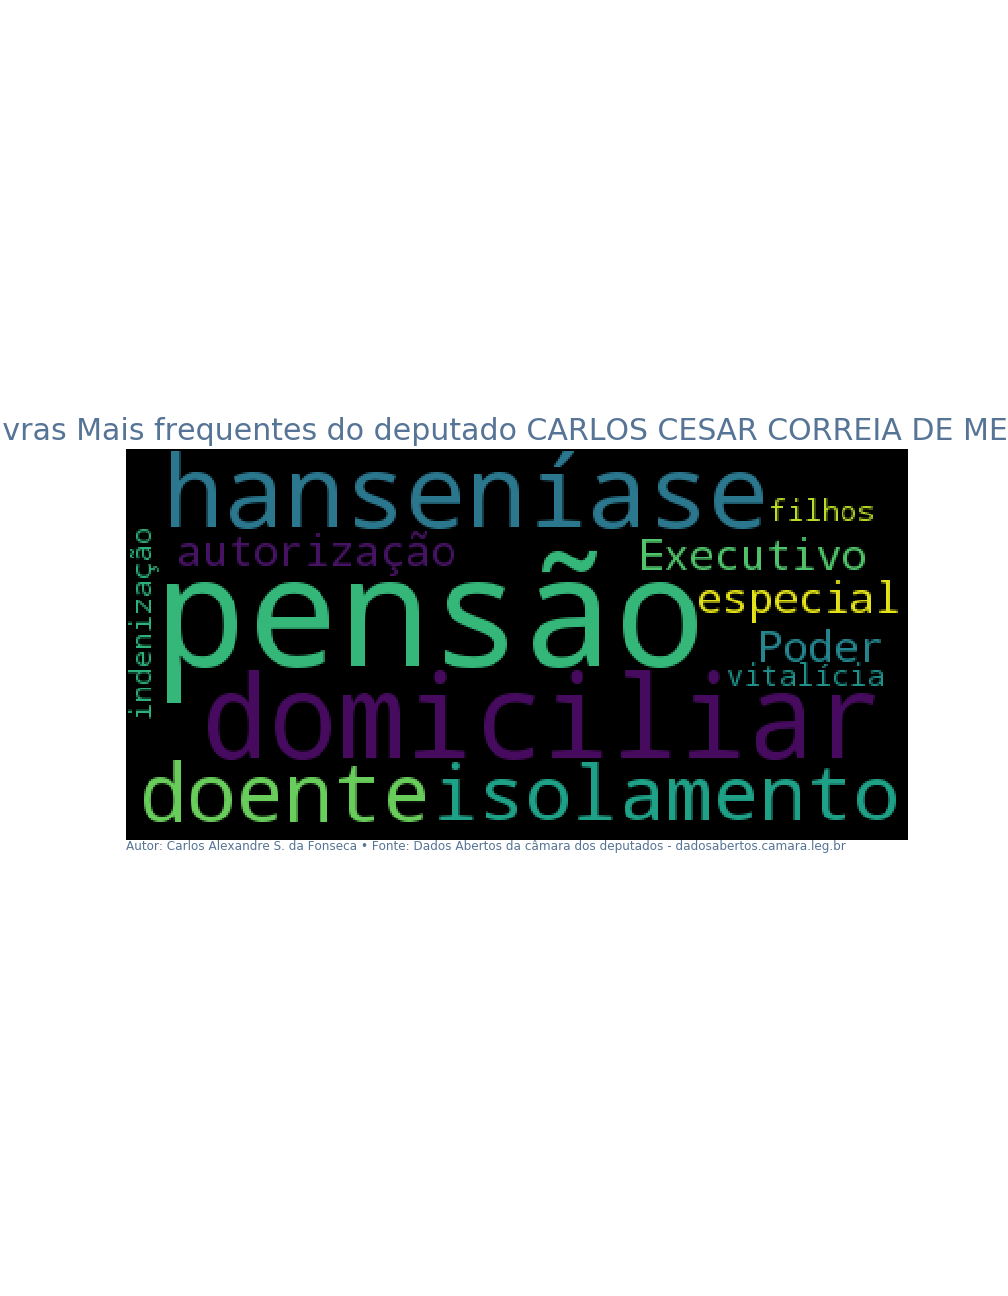 vras Mais frequentes do deputado CARLOS CESAR CORREIA DE ME
hanseníase
filhos
autorização
Executivo
indenização
pensão
especial
Poder
vitalícia
domiciliar
doente
isolamento
Autor: Carlos Alexandre S. da Fonseca • Fonte: Dados Abertos da câmara dos deputados - dadosabertos.camara.leg.br